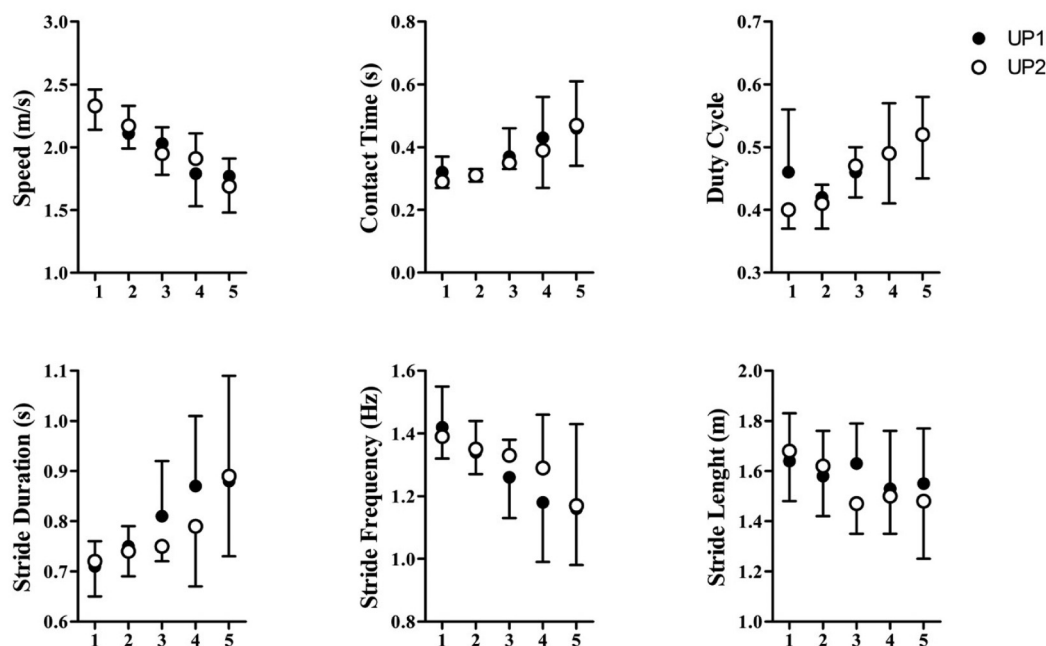 UP1
UP2
Speed (m/s)
3.0
2.5
2.0
1.5
1.0
1 2 3 4 5
Contact Time (s)
0.8
0.6
0.4
0.2
0.0
1 2 3 4 5
Duty Cycle
0.7
0.6
0.5
0.4
0.3
1 2 3 4 5
Stride Duration (s)
1.1
1.0
0.9
0.8
0.7
0.6
1 2 3 4 5
Stride Frequency (Hz)
1.6
1.4
1.2
1.0
0.8
1 2 3 4 5
Stride Lenght (m)
2.0
1.8
1.6
1.4
1.2
1.0
1 2 3 4 5